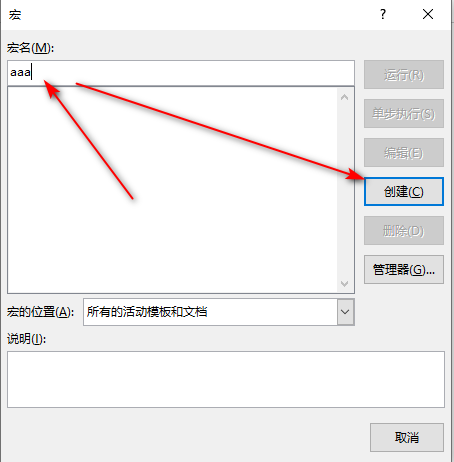 宏
?
宏名(M):
aaa
运行(R)
单步执行(S)
编辑(E)
创建(C)
删除(D)
管理器(G)...
宏的位置(A): 所有的活动模板和文档
说明(I):
取消